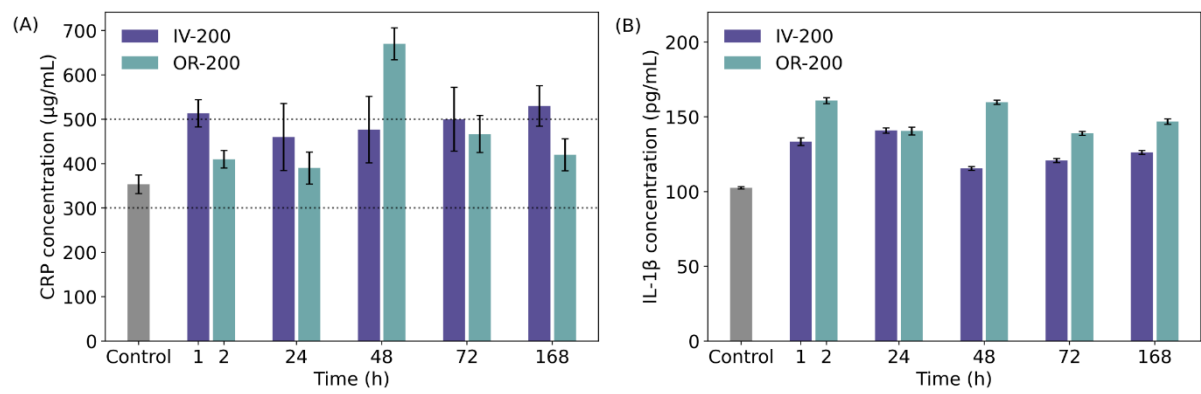 (A)
IV-200
OR-200
CRP concentration (µg/mL)
700
600
500
400
300
200
100
0
Control 1 2 24 48 72 168
Time (h)
(B)
IV-200
OR-200
IL-1β concentration (pg/mL)
200
150
100
50
0
Control 1 2 24 48 72 168
Time (h)